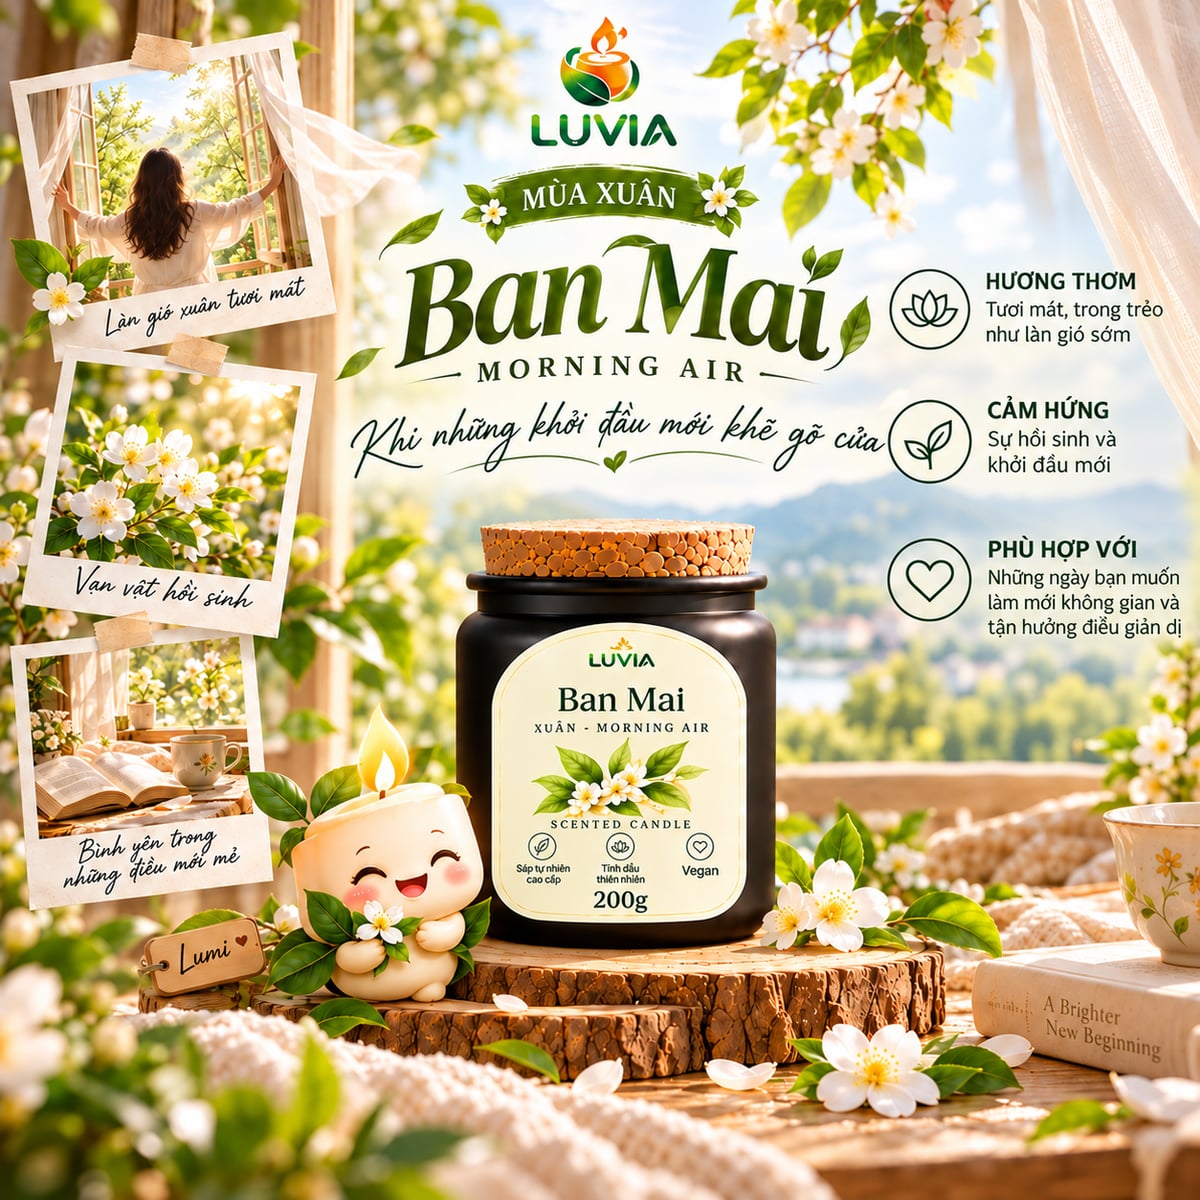 LUVIA
MÙA XUÂN
Ban Mai
MORNING AIR
Khi những khởi đầu mới khẽ gõ cửa
Làn gió xuân tươi mát
Vạn vật hồi sinh
Bình yên trong
những điều mới mẻ
HƯƠNG THƠM
Tươi mát, trong trẻo
như làn gió sớm
CẢM HỨNG
Sự hồi sinh và
khởi đầu mới
PHÙ HỢP VỚI
Những ngày bạn muốn
làm mới không gian và
tận hưởng điều giản dị
LUVIA
Ban Mai
XUÂN - MORNING AIR
SCENTED CANDLE
Sáp tự nhiên
cao cấp
Tinh dầu
thiên nhiên
Vegan
200g
Lumi
A Brighter
New Beginning